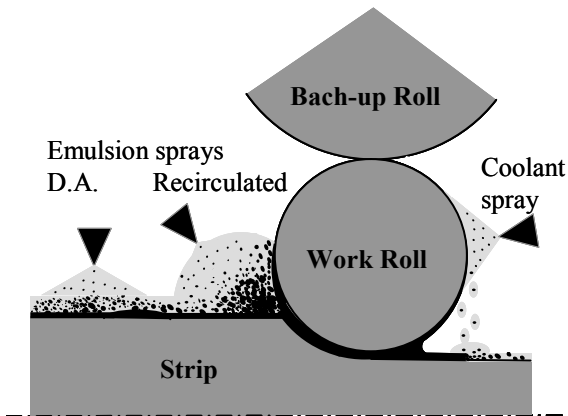 Bach-up Roll
Emulsion sprays
D.A. Recirculated
Coolant
spray
Work Roll
Strip